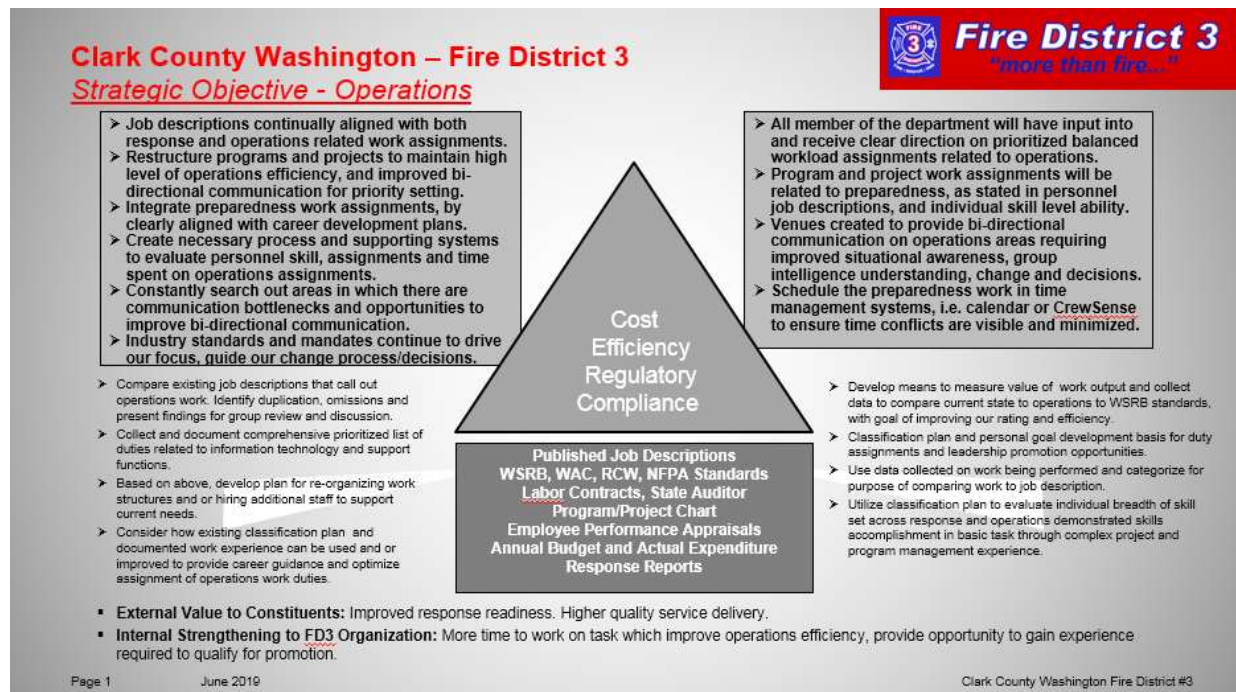 Clark County Washington – Fire District 3
Strategic Objective - Operations
FIRE
3
Fire District 3
"more than fire..."
➢ Job descriptions continually aligned with both
response and operations related work assignments.
➢ Restructure programs and projects to maintain high
level of operations efficiency, and improved bi-
directional communication for priority setting.
➢ Integrate preparedness work assignments, by
clearly aligned with career development plans.
➢ Create necessary process and supporting systems
to evaluate personnel skill, assignments and time
spent on operations assignments.
➢ Constantly search out areas in which there are
communication bottlenecks and opportunities to
improve bi-directional communication.
➢ Industry standards and mandates continue to drive
our focus, guide our change process/decisions.
➢ All member of the department will have input into
and receive clear direction on prioritized balanced
workload assignments related to operations.
➢ Program and project work assignments will be
related to preparedness, as stated in personnel
job descriptions, and individual skill level ability.
➢ Venues created to provide bi-directional
communication on operations areas requiring
improved situational awareness, group
intelligence understanding, change and decisions.
➢ Schedule the preparedness work in time
management systems, i.e. calendar or CrewSense
to ensure time conflicts are visible and minimized.
Cost
Efficiency
Regulatory
Compliance
➢ Compare existing job descriptions that call out
operations work. Identify duplication, omissions and
present findings for group review and discussion.
➢ Collect and document comprehensive prioritized list of
duties related to information technology and support
functions.
➢ Based on above, develop plan for re-organizing work
structures and or hiring additional staff to support
current needs.
➢ Consider how existing classification plan and
documented work experience can be used and or
improved to provide career guidance and optimize
assignment of operations work duties.
Published Job Descriptions
WSRB, WAC, RCW, NFPA Standards
Labor Contracts, State Auditor
Program/Project Chart
Employee Performance Appraisals
Annual Budget and Actual Expenditure
Response Reports
➢ Develop means to measure value of work output and collect
data to compare current state to operations to WSRB standards,
with goal of improving our rating and efficiency.
➢ Classification plan and personal goal development basis for duty
assignments and leadership promotion opportunities.
➢ Use data collected on work being performed and categorize for
purpose of comparing work to job description.
➢ Utilize classification plan to evaluate individual breadth of skill
set across response and operations demonstrated skills
accomplishment in basic task through complex project and
program management experience.
▪ External Value to Constituents: Improved response readiness. Higher quality service delivery.
▪ Internal Strengthening to FD3 Organization: More time to work on task which improve operations efficiency, provide opportunity to gain experience
required to qualify for promotion.
Page 1
June 2019
Clark County Washington Fire District #3